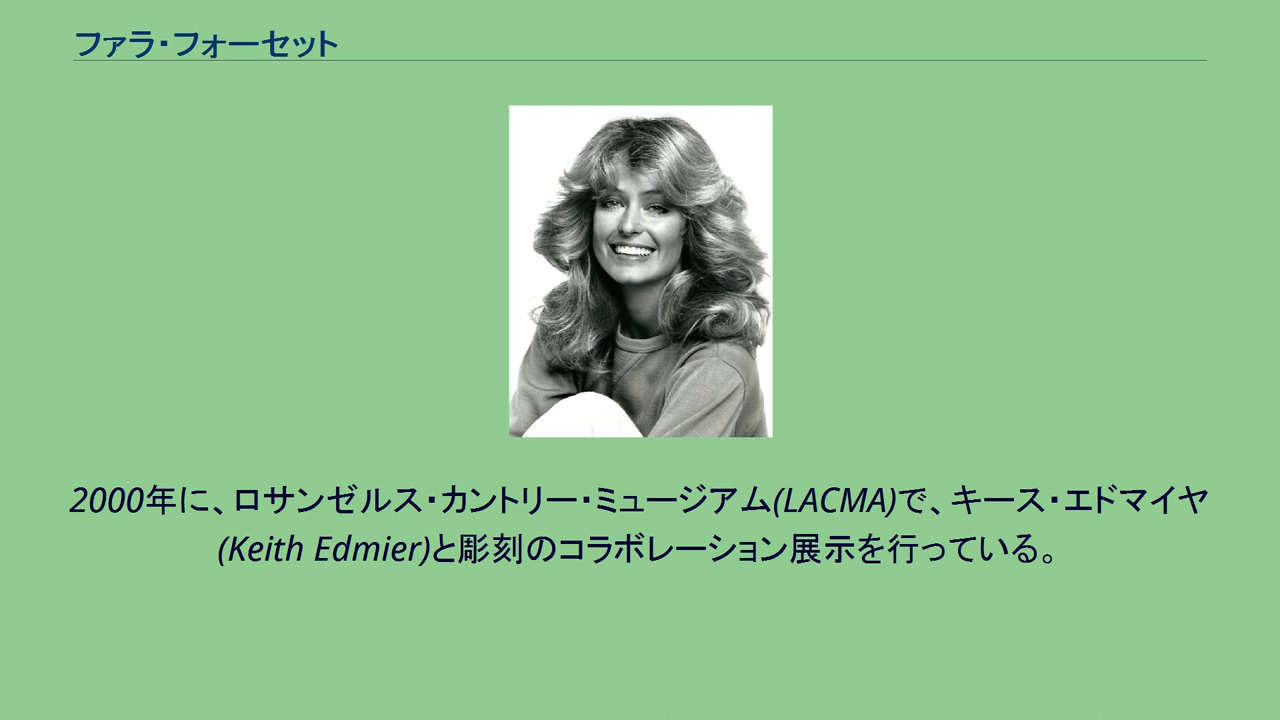 ファラ・フォーセット
2000年に、ロサンゼルス・カントリー・ミュージアム(LACMA)で、キース・エドマイヤ
(Keith Edmier)と彫刻のコラボレーション展示を行っている。